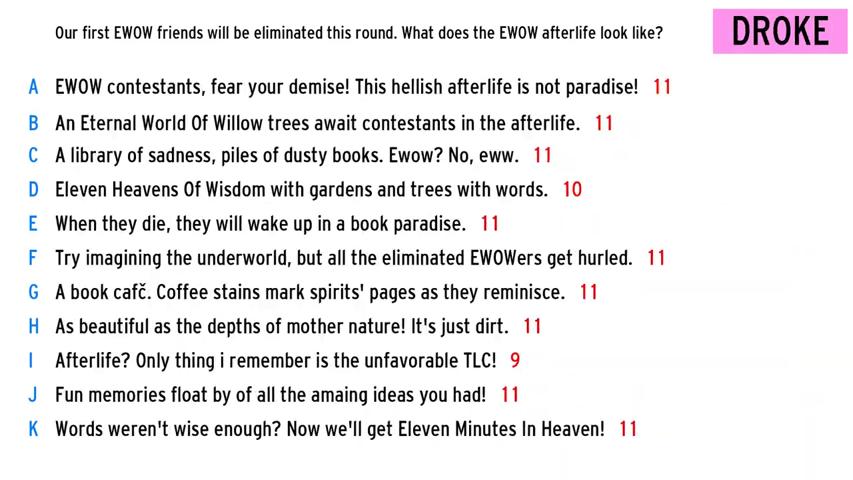 Our first EWOW friends will be eliminated this round. What does the EWOW afterlife look like?
DROKE
A EWOW contestants, fear your demise! This hellish afterlife is not paradise! 11
B An Eternal World Of Willow trees await contestants in the afterlife. 11
C A library of sadness, piles of dusty books. Ewow? No, eww. 11
D Eleven Heavens Of Wisdom with gardens and trees with words. 10
E When they die, they will wake up in a book paradise. 11
F Try imagining the underworld, but all the eliminated EWOWers get hurled. 11
G A book cafč. Coffee stains mark spirits' pages as they reminisce. 11
H As beautiful as the depths of mother nature! It's just dirt. 11
I Afterlife? Only thing i remember is the unfavorable TLC! 9
J Fun memories float by of all the amaing ideas you had! 11
K Words weren't wise enough? Now we'll get Eleven Minutes In Heaven! 11